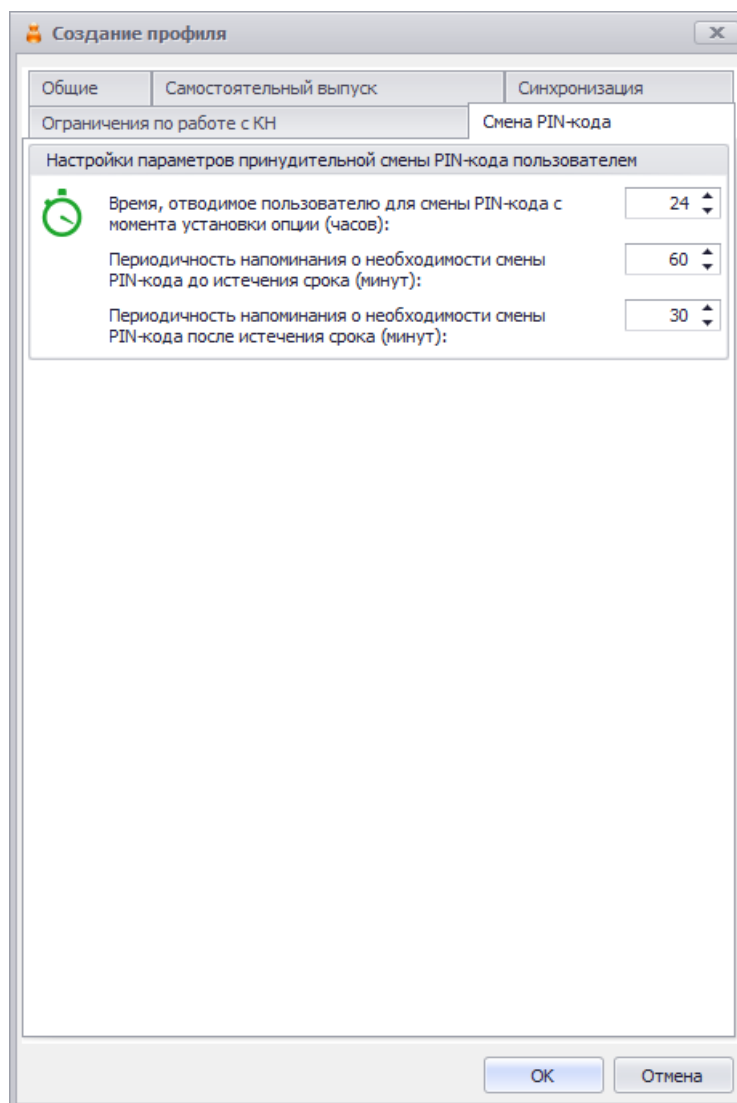 Создание профиля
Общие
Самостоятельный выпуск
Синхронизация
Ограничения по работе с КН
Смена PIN-кода
Настройки параметров принудительной смены PIN-кода пользователем
Время, отводимое пользователю для смены PIN-кода с
момента установки опции (часов):
24
Периодичность напоминания о необходимости смены
PIN-кода до истечения срока (минут):
60
Периодичность напоминания о необходимости смены
PIN-кода после истечения срока (минут):
30
OK
Отмена